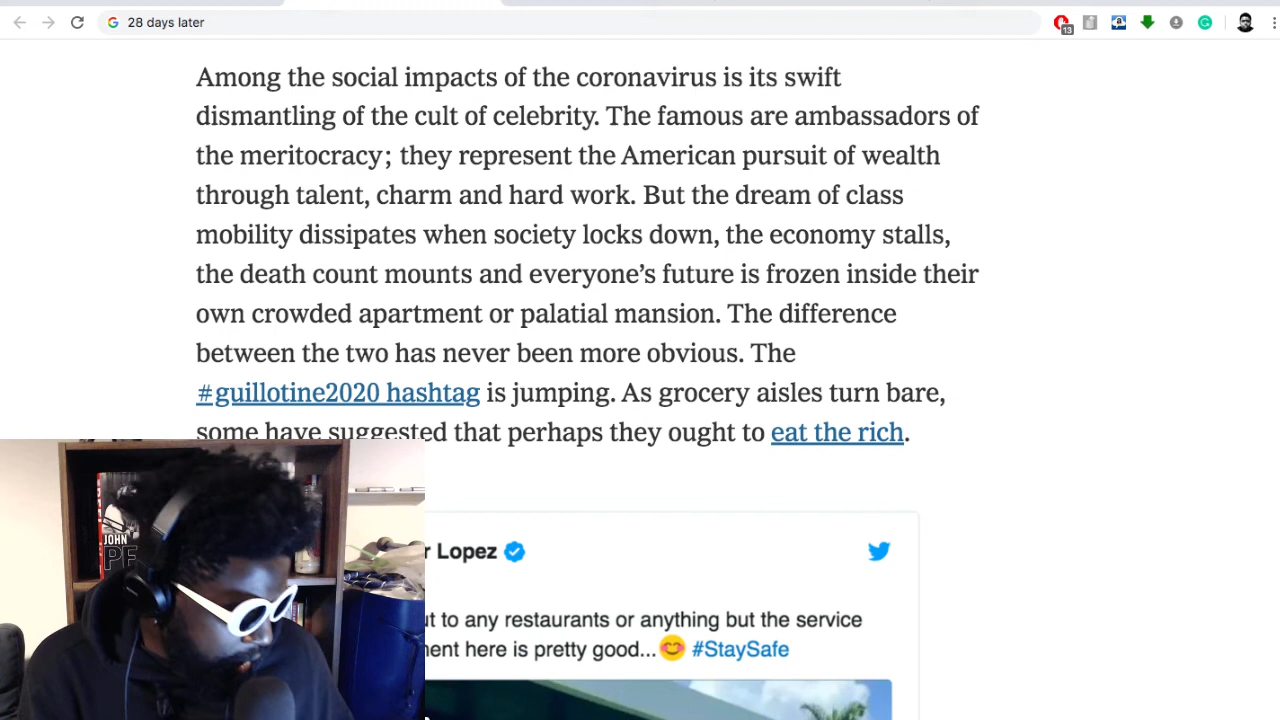 28 days later
13
Among the social impacts of the coronavirus is its swift
dismantling of the cult of celebrity. The famous are ambassadors of
the meritocracy; they represent the American pursuit of wealth
through talent, charm and hard work. But the dream of class
mobility dissipates when society locks down, the economy stalls,
the death count mounts and everyone’s future is frozen inside their
own crowded apartment or palatial mansion. The difference
between the two has never been more obvious. The
#guillotine2020 hashtag is jumping. As grocery aisles turn bare,
some have suggested that perhaps they ought to eat the rich.
r Lopez
to any restaurants or anything but the service
here is pretty good...😊 #StaySafe
JOHN
PE